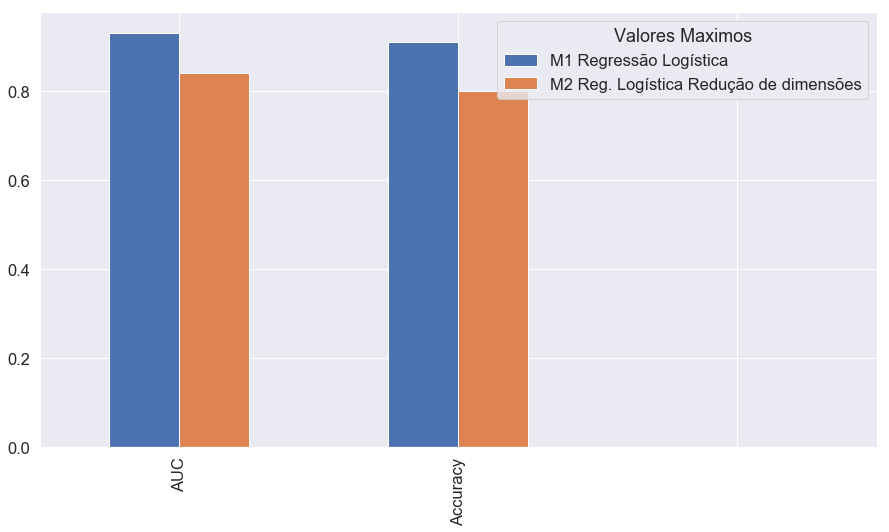 Valores Maximos
M1 Regressão Logística
M2 Reg. Logística Redução de dimensões
0.8
0.6
0.4
0.2
0.0
AUC
Accuracy